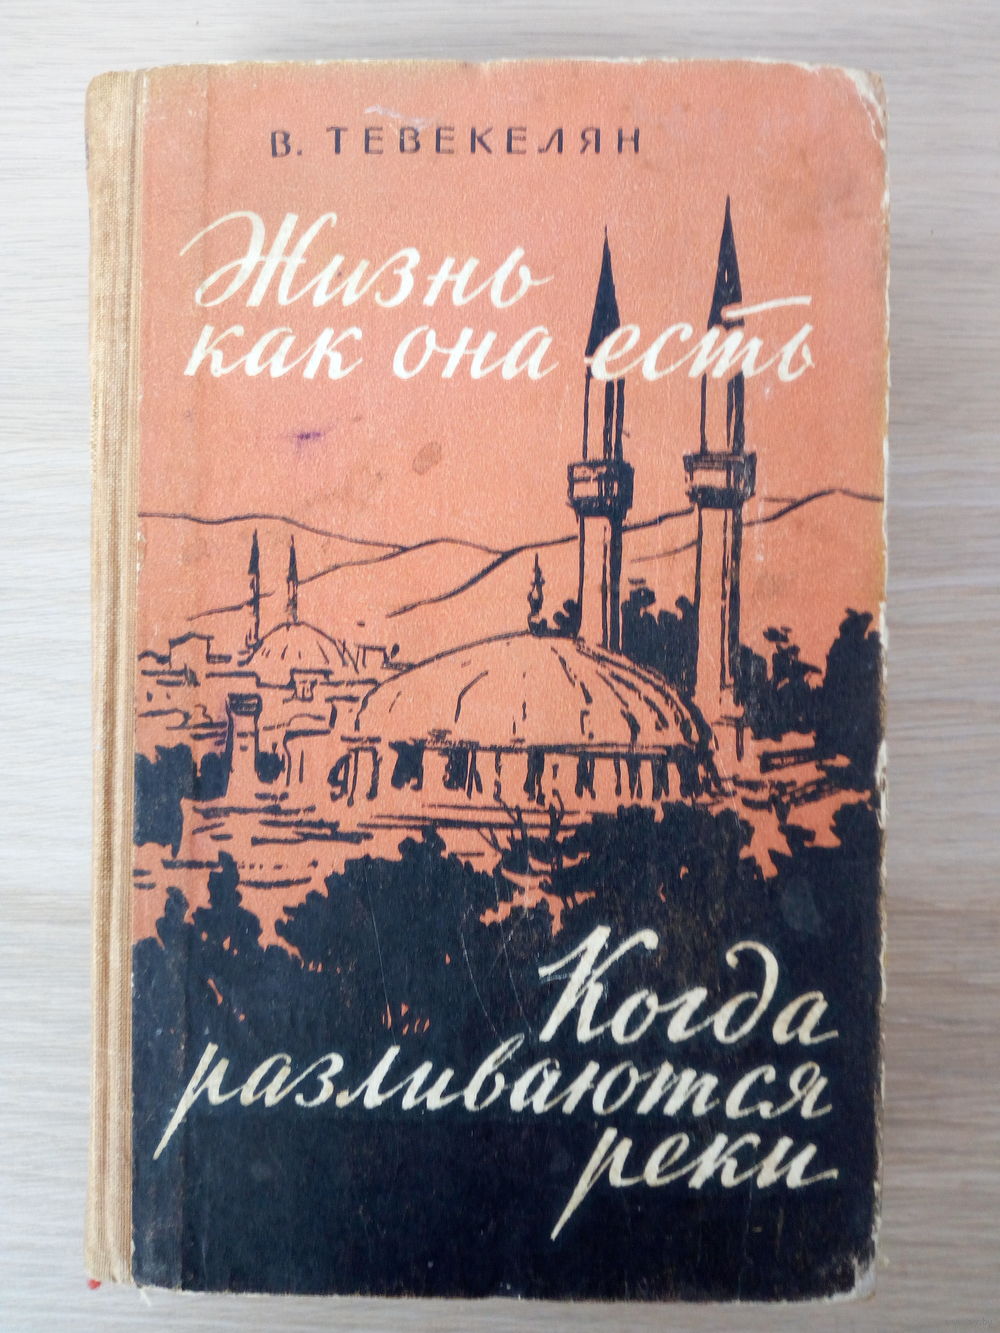 В. ТЕВЕКЕЛЯН
Жизнь
как она есть
Когда
разливаются
реки